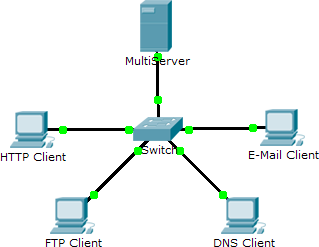 Multiserver
HTTP Client
Switch
E-Mail Client
FTP Client
DNS Client